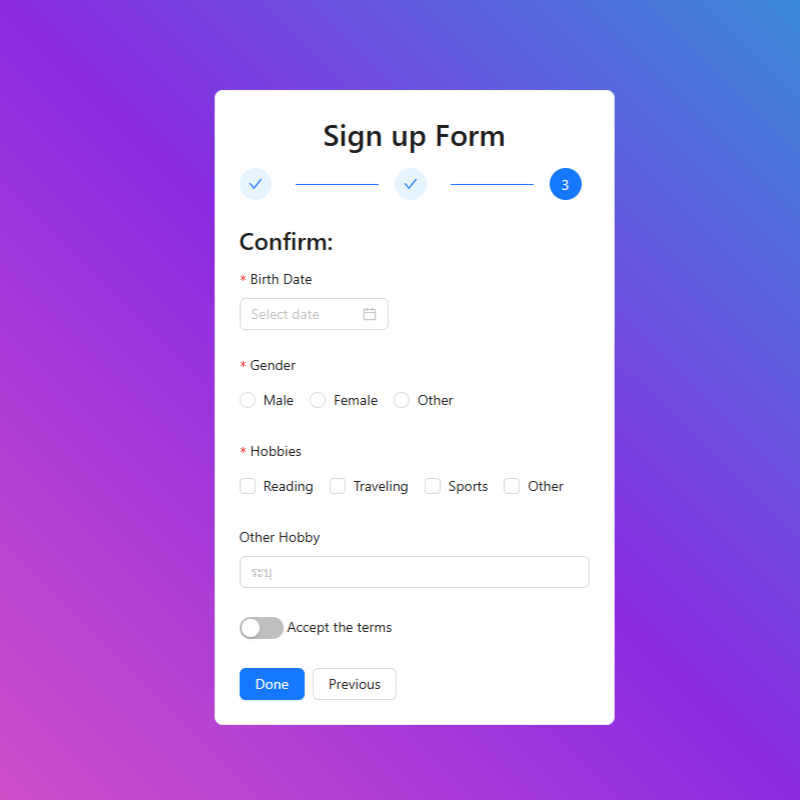 Sign up Form
3
Confirm:
* Birth Date
Select date
* Gender
Male Female Other
* Hobbies
Reading Traveling Sports Other
Other Hobby
ระบุ
Accept the terms
Done Previous